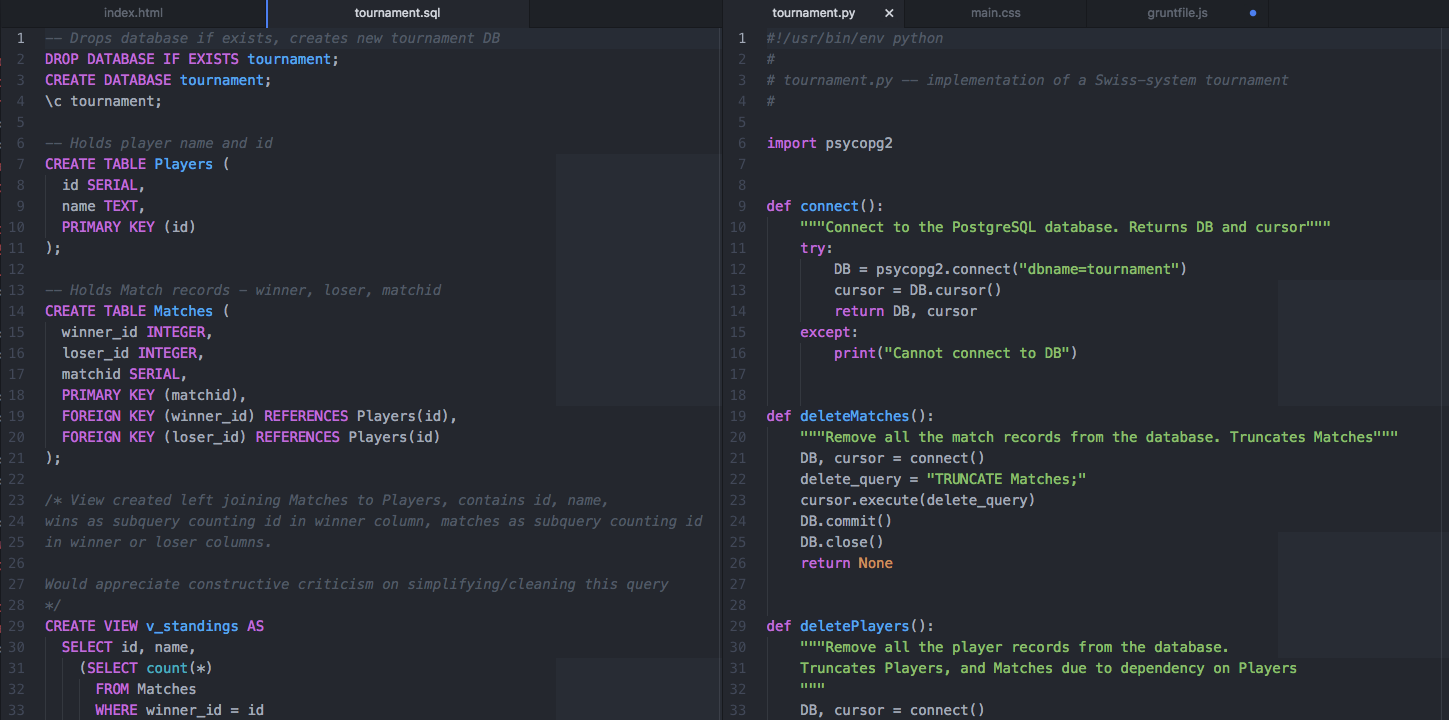 index.html
tournament.sql
1 -- Drops database if exists, creates new tournament DB
2 DROP DATABASE IF EXISTS tournament;
3 CREATE DATABASE tournament;
4 \c tournament;
5
6 -- Holds player name and id
7 CREATE TABLE Players (
8 id SERIAL,
9 name TEXT,
10 PRIMARY KEY (id)
11 );
12
13 -- Holds Match records - winner, loser, matchid
14 CREATE TABLE Matches (
15 winner_id INTEGER,
16 loser_id INTEGER,
17 matchid SERIAL,
18 PRIMARY KEY (matchid),
19 FOREIGN KEY (winner_id) REFERENCES Players(id),
20 FOREIGN KEY (loser_id) REFERENCES Players(id)
21 );
22
23 /* View created left joining Matches to Players, contains id, name,
24 wins as subquery counting id in winner column, matches as subquery counting id
25 in winner or loser columns.
26
27 Would appreciate constructive criticism on simplifying/cleaning this query
28 */
29 CREATE VIEW v_standings AS
30 SELECT id, name,
31 (SELECT count(*)
32 FROM Matches
33 WHERE winner_id = id
tournament.py ×
main.css
gruntfile.js
1 #!/usr/bin/env python
2 #
3 # tournament.py -- implementation of a Swiss-system tournament
4 #
5
6 import psycopg2
7
8
9 def connect():
10 """Connect to the PostgreSQL database. Returns DB and cursor"""
11 try:
12 DB = psycopg2.connect("dbname=tournament")
13 cursor = DB.cursor()
14 return DB, cursor
15 except:
16 print("Cannot connect to DB")
17
18
19 def deleteMatches():
20 """Remove all the match records from the database. Truncates Matches"""
21 DB, cursor = connect()
22 delete_query = "TRUNCATE Matches;"
23 cursor.execute(delete_query)
24 DB.commit()
25 DB.close()
26 return None
27
28
29 def deletePlayers():
30 """Remove all the player records from the database.
31 Truncates Players, and Matches due to dependency on Players
32 """
33 DB, cursor = connect()